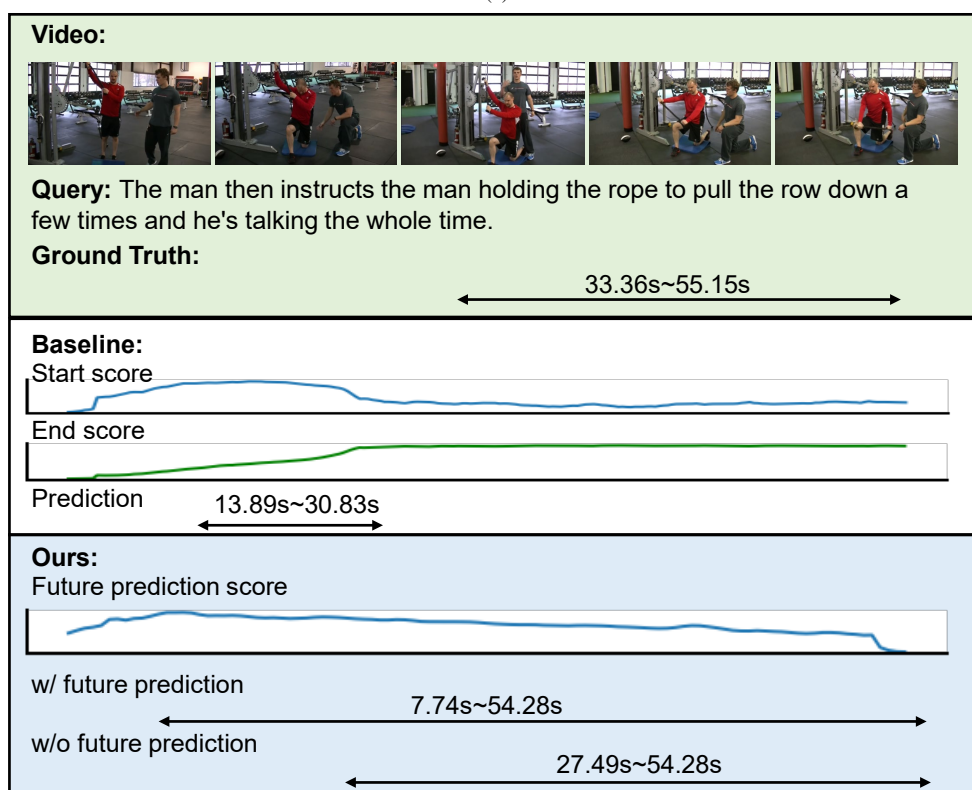 Video:
Query: The man then instructs the man holding the rope to pull the row down a
few times and he's talking the whole time.
Ground Truth:
33.36s~55.15s
Baseline:
Start score
End score
Prediction
13.89s~30.83s
Ours:
Future prediction score
w/ future prediction
7.74s~54.28s
w/o future prediction
27.49s~54.28s